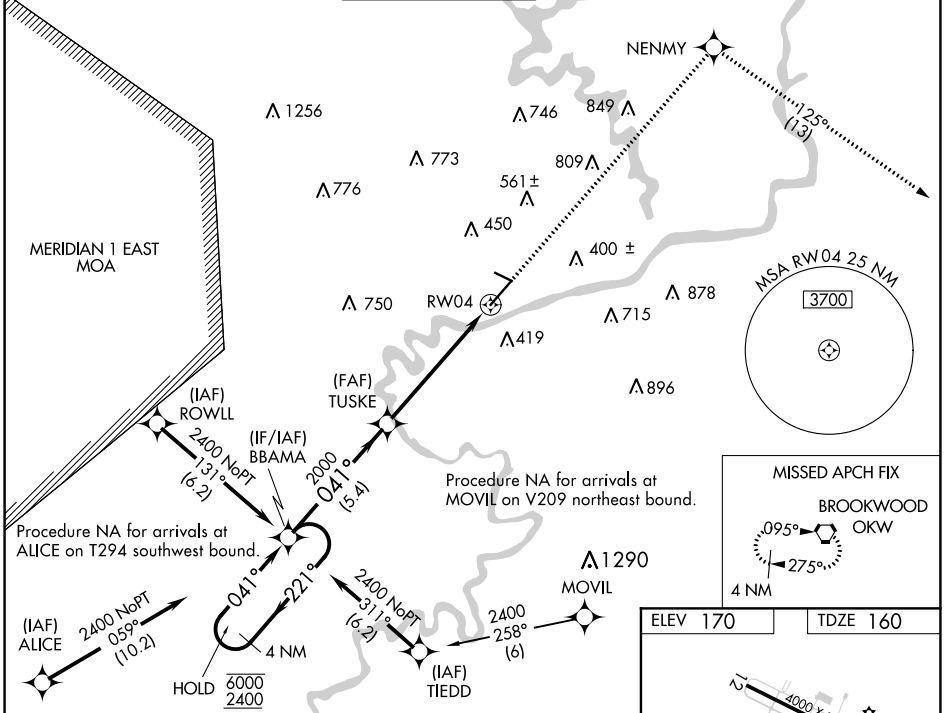 NENMY
1256
746
849
125°
(13)
773
809
776
561±
450
MERIDIAN 1 EAST
MOA
400 ±
MSA RW04 25 NM
3700
878
750
RW04
715
419
(FAF)
TUSKE
896
(IAF)
ROWLL
(IF/IAF)
BBAMA
2400 NoPT
131°
(6.2)
2000
041°
(5.4)
Procedure NA for arrivals at
MOVIL on V209 northeast bound.
MISSED APCH FIX
BROOKWOOD
OKW
095°
275°
4 NM
Procedure NA for arrivals at
ALICE on T294 southwest bound.
1290
MOVIL
041°
221°
2400 NoPT
311°
(6.2)
2400
258°
(6)
(IAF)
ALICE
2400 NoPT
059°
(10.2)
4 NM
HOLD
6000
2400
(IAF)
TIEDD
ELEV 170
TDZE 160
12
4000 X